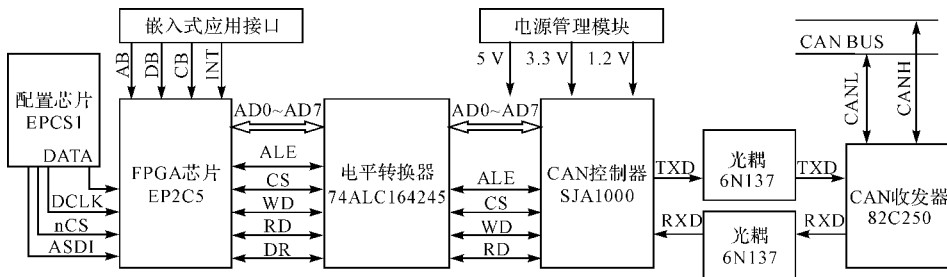 嵌入式应用接口
电源管理模块
AB
DB
CB
INT
5 V
3.3 V
1.2 V
CAN BUS
CANL
CANH
配置芯片
EPCS1
DATA
DCLK
nCS
ASDI
FPGA芯片
EP2C5
AD0~AD7
ALE
CS
WD
RD
DR
电平转换器
74ALC164245
AD0~AD7
ALE
CS
WD
RD
CAN控制器
SJA1000
TXD
RXD
光耦
6N137
光耦
6N137
TXD
RXD
CAN收发器
82C250